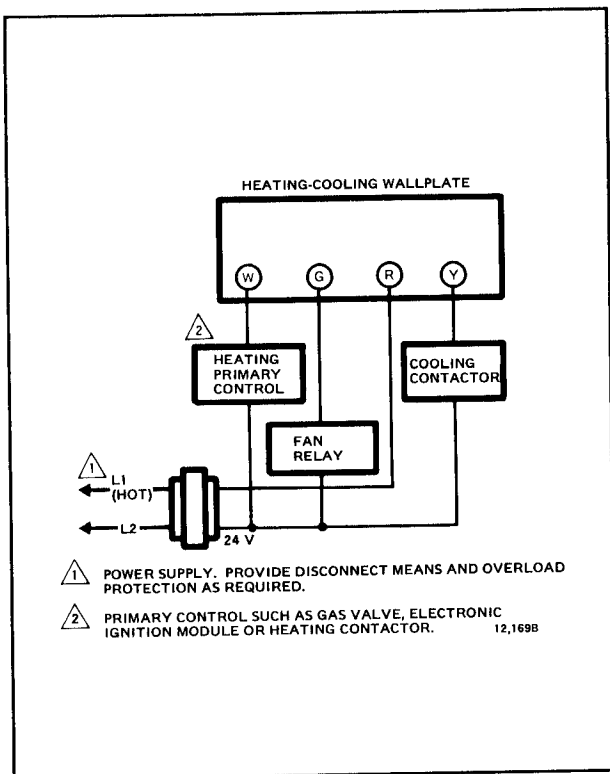 HEATING-COOLING WALLPLATE
W G R Y
2
HEATING
PRIMARY
CONTROL
COOLING
CONTACTOR
FAN
RELAY
1
L1
(HOT)
L2
24 V
1 POWER SUPPLY. PROVIDE DISCONNECT MEANS AND OVERLOAD
PROTECTION AS REQUIRED.
2 PRIMARY CONTROL SUCH AS GAS VALVE, ELECTRONIC
IGNITION MODULE OR HEATING CONTACTOR. 12,169B